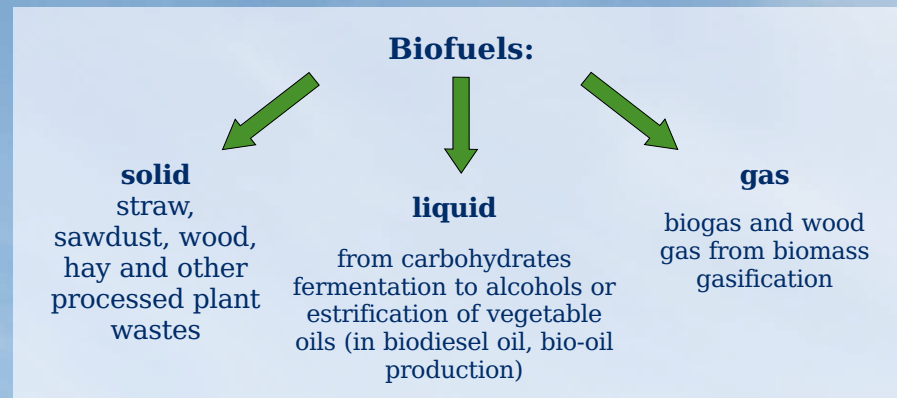 Biofuels:
solid
straw,
sawdust, wood,
hay and other
processed plant
wastes
liquid
from carbohydrates
fermentation to alcohols or
estrification of vegetable
oils (in biodiesel oil, bio-oil
production)
gas
biogas and wood
gas from biomass
gasification